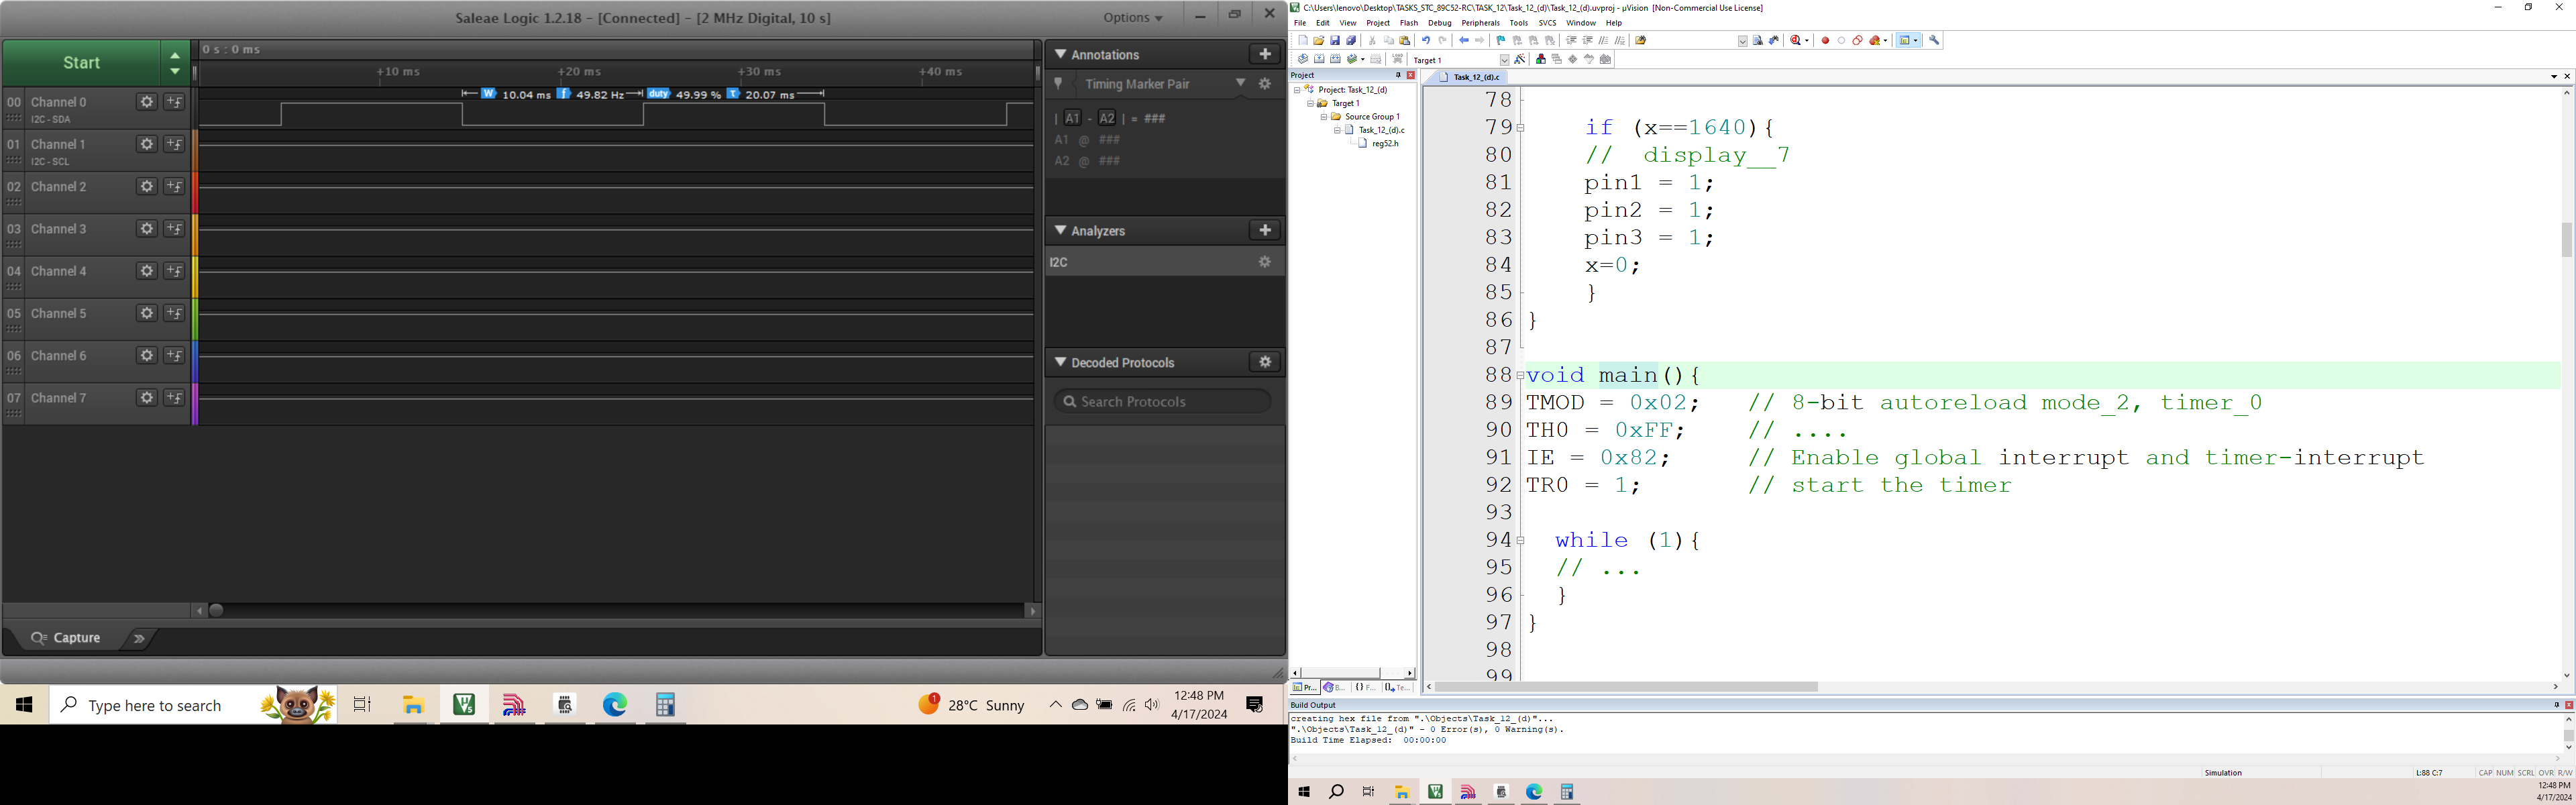 Saleae Logic 1.2.18 - [Connected] - [2 MHz Digital, 10 s]
Options
Start
0 s : 0 ms
+10 ms
+20 ms
+30 ms
+40 ms
W 10.04 ms f 49.82 Hz duty 49.99 % T 20.07 ms
00 Channel 0
I2C - SDA
01 Channel 1
I2C - SCL
02 Channel 2
03 Channel 3
04 Channel 4
05 Channel 5
06 Channel 6
07 Channel 7
Annotations
Timing Marker Pair
| A1 - A2 | = ###
A1 @ ###
A2 @ ###
Analyzers
I2C
Decoded Protocols
Search Protocols
Capture
Type here to search
1
28°C Sunny
12:48 PM
4/17/2024
C:\Users\lenovo\Desktop\TASKS_STC_89C52-RC\TASK_12\Task_12_(d)\Task_12_(d).uvproj - µVision [Non-Commercial Use License]
File Edit View Project Flash Debug Peripherals Tools SVCS Window Help
Target 1
Project
Project: Task_12_(d)
Target 1
Source Group 1
Task_12_(d).c
reg52.h
Pr... B... {} F... Te...
Task_12_(d).c
78
79 if (x==1640){
80 // display__7
81 pin1 = 1;
82 pin2 = 1;
83 pin3 = 1;
84 x=0;
85 }
86 }
87
88 void main(){
89 TMOD = 0x02; // 8-bit autoreload mode_2, timer_0
90 TH0 = 0xFF; // ....
91 IE = 0x82; // Enable global interrupt and timer-interrupt
92 TR0 = 1; // start the timer
93
94 while (1){
95 // ...
96 }
97 }
98
99
Build Output
creating hex file from ".\Objects\Task_12_(d)"...
".\Objects\Task_12_(d)" - 0 Error(s), 0 Warning(s).
Build Time Elapsed: 00:00:00
Simulation
L:88 C:7
CAP NUM SCRL OVR R/W
12:48 PM
4/17/2024